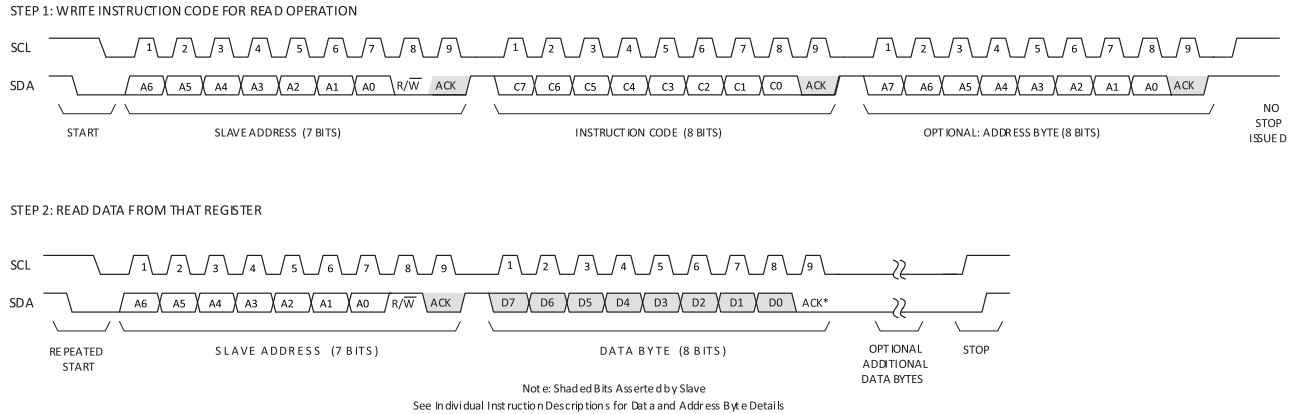 STEP 1: WRITE INSTRUCTION CODE FOR READ OPERATION
SCL 1 2 3 4 5 6 7 8 9 1 2 3 4 5 6 7 8 9 1 2 3 4 5 6 7 8 9
SDA A6 A5 A4 A3 A2 A1 A0 R/W̅ ACK C7 C6 C5 C4 C3 C2 C1 C0 ACK A7 A6 A5 A4 A3 A2 A1 A0 ACK
START SLAVE ADDRESS (7 BITS) INSTRUCTION CODE (8 BITS) OPTIONAL: ADDRESS BYTE (8 BITS)
NO
STOP
ISSUED
STEP 2: READ DATA FROM THAT REGISTER
SCL 1 2 3 4 5 6 7 8 9 1 2 3 4 5 6 7 8 9
SDA A6 A5 A4 A3 A2 A1 A0 R/W̅ ACK D7 D6 D5 D4 D3 D2 D1 D0 ACK*
REPEATED
START
SLAVE ADDRESS (7 BITS)
DATA BYTE (8 BITS)
OPTIONAL
ADDITIONAL
DATA BYTES
STOP
Note: Shaded Bits Asserted by Slave
See Individual Instruction Descriptions for Data and Address Byte Details